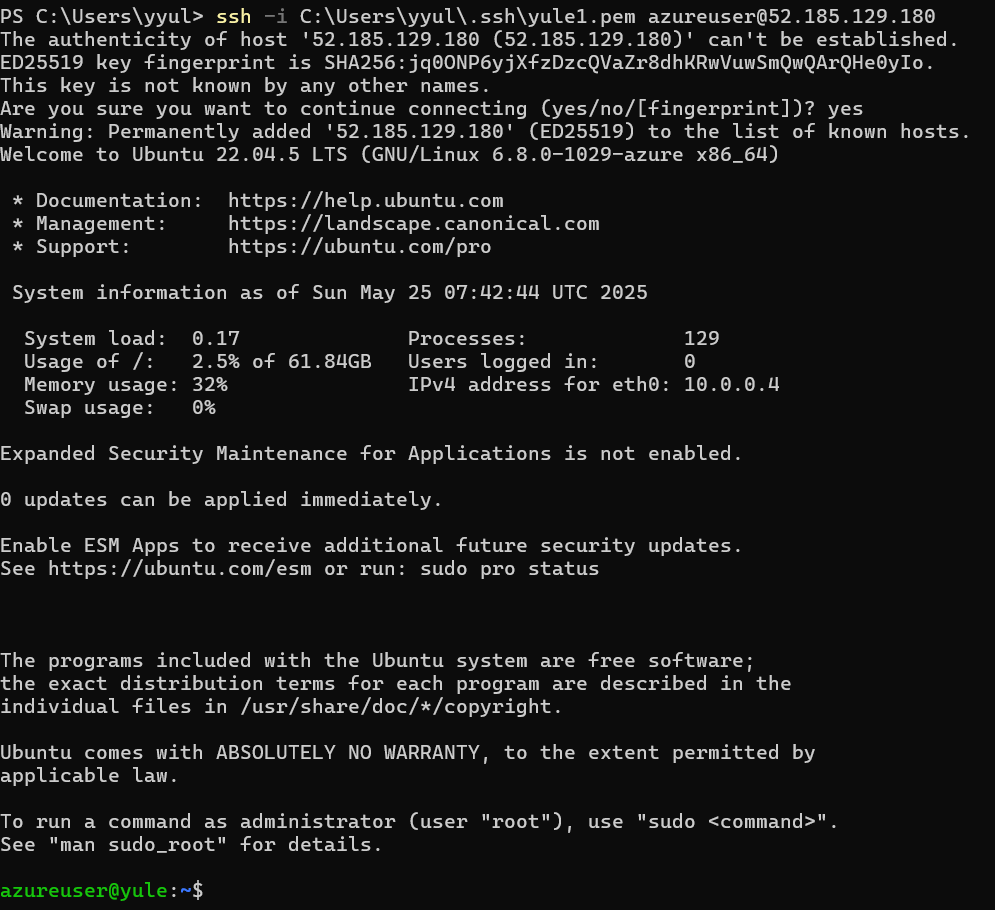 PS C:\Users\yyul> ssh -i C:\Users\yyul\.ssh\yule1.pem azureuser@52.185.129.180
The authenticity of host '52.185.129.180 (52.185.129.180)' can't be established.
ED25519 key fingerprint is SHA256:jq0ONP6yjXfzDzcQVaZr8dhKRwVuwSmQwQArQHe0yIo.
This key is not known by any other names.
Are you sure you want to continue connecting (yes/no/[fingerprint])? yes
Warning: Permanently added '52.185.129.180' (ED25519) to the list of known hosts.
Welcome to Ubuntu 22.04.5 LTS (GNU/Linux 6.8.0-1029-azure x86_64)
* Documentation: https://help.ubuntu.com
* Management: https://landscape.canonical.com
* Support: https://ubuntu.com/pro
System information as of Sun May 25 07:42:44 UTC 2025
System load: 0.17 Processes: 129
Usage of /: 2.5% of 61.84GB Users logged in: 0
Memory usage: 32% IPv4 address for eth0: 10.0.0.4
Swap usage: 0%
Expanded Security Maintenance for Applications is not enabled.
0 updates can be applied immediately.
Enable ESM Apps to receive additional future security updates.
See https://ubuntu.com/esm or run: sudo pro status
The programs included with the Ubuntu system are free software;
the exact distribution terms for each program are described in the
individual files in /usr/share/doc/*/copyright.
Ubuntu comes with ABSOLUTELY NO WARRANTY, to the extent permitted by
applicable law.
To run a command as administrator (user "root"), use "sudo <command>".
See "man sudo_root" for details.
azureuser@yule:~$